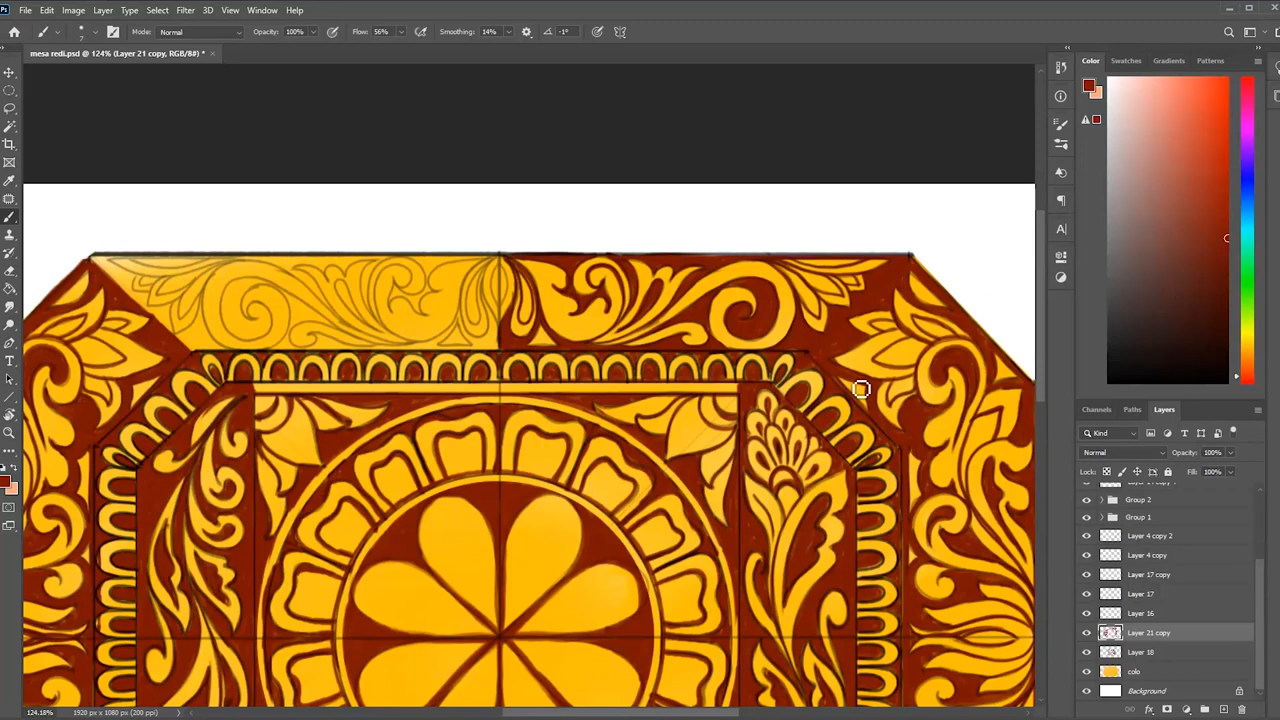 Ps File Edit Image Layer Type Select Filter 3D View Window Help
7 Mode: Normal Opacity: 100% Flow: 56% Smoothing: 14% -1°
mesa redi.psd @ 124% (Layer 21 copy, RGB/8#) * ×
Color Swatches Gradients Patterns
Channels Paths Layers
Kind
Normal Opacity: 100%
Lock: Fill: 100%
Group 2
Group 1
Layer 4 copy 2
Layer 4 copy
Layer 17 copy
Layer 17
Layer 16
Layer 21 copy
Layer 18
colo
Background
124.18% 1920 px x 1080 px (200 ppi)